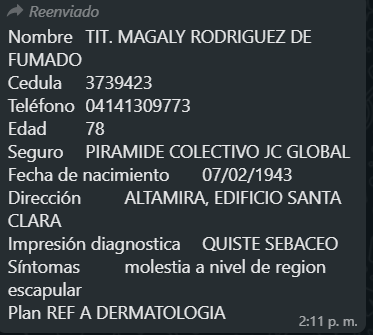 Reenviado
Nombre TIT. MAGALY RODRIGUEZ DE
FUMADO
Cedula 3739423
Teléfono 04141309773
Edad 78
Seguro PIRAMIDE COLECTIVO JC GLOBAL
Fecha de nacimiento 07/02/1943
Dirección ALTAMIRA, EDIFICIO SANTA
CLARA
Impresión diagnostica QUISTE SEBACEO
Síntomas molestia a nivel de region
escapular
Plan REF A DERMATOLOGIA
2:11 p. m.